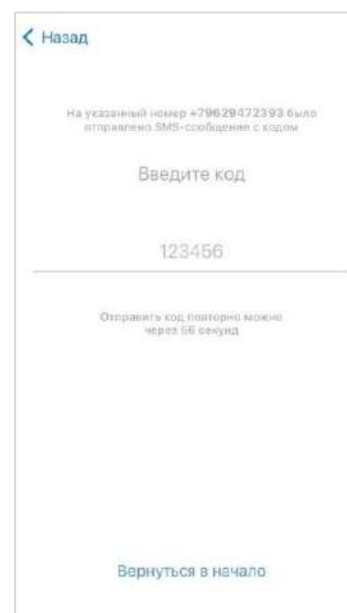 Назад
На указанный номер +79629472393 было
отправлено SMS-сообщение с кодом
Введите код
123456
Отправить код повторно можно
через 56 секунд
Вернуться в начало